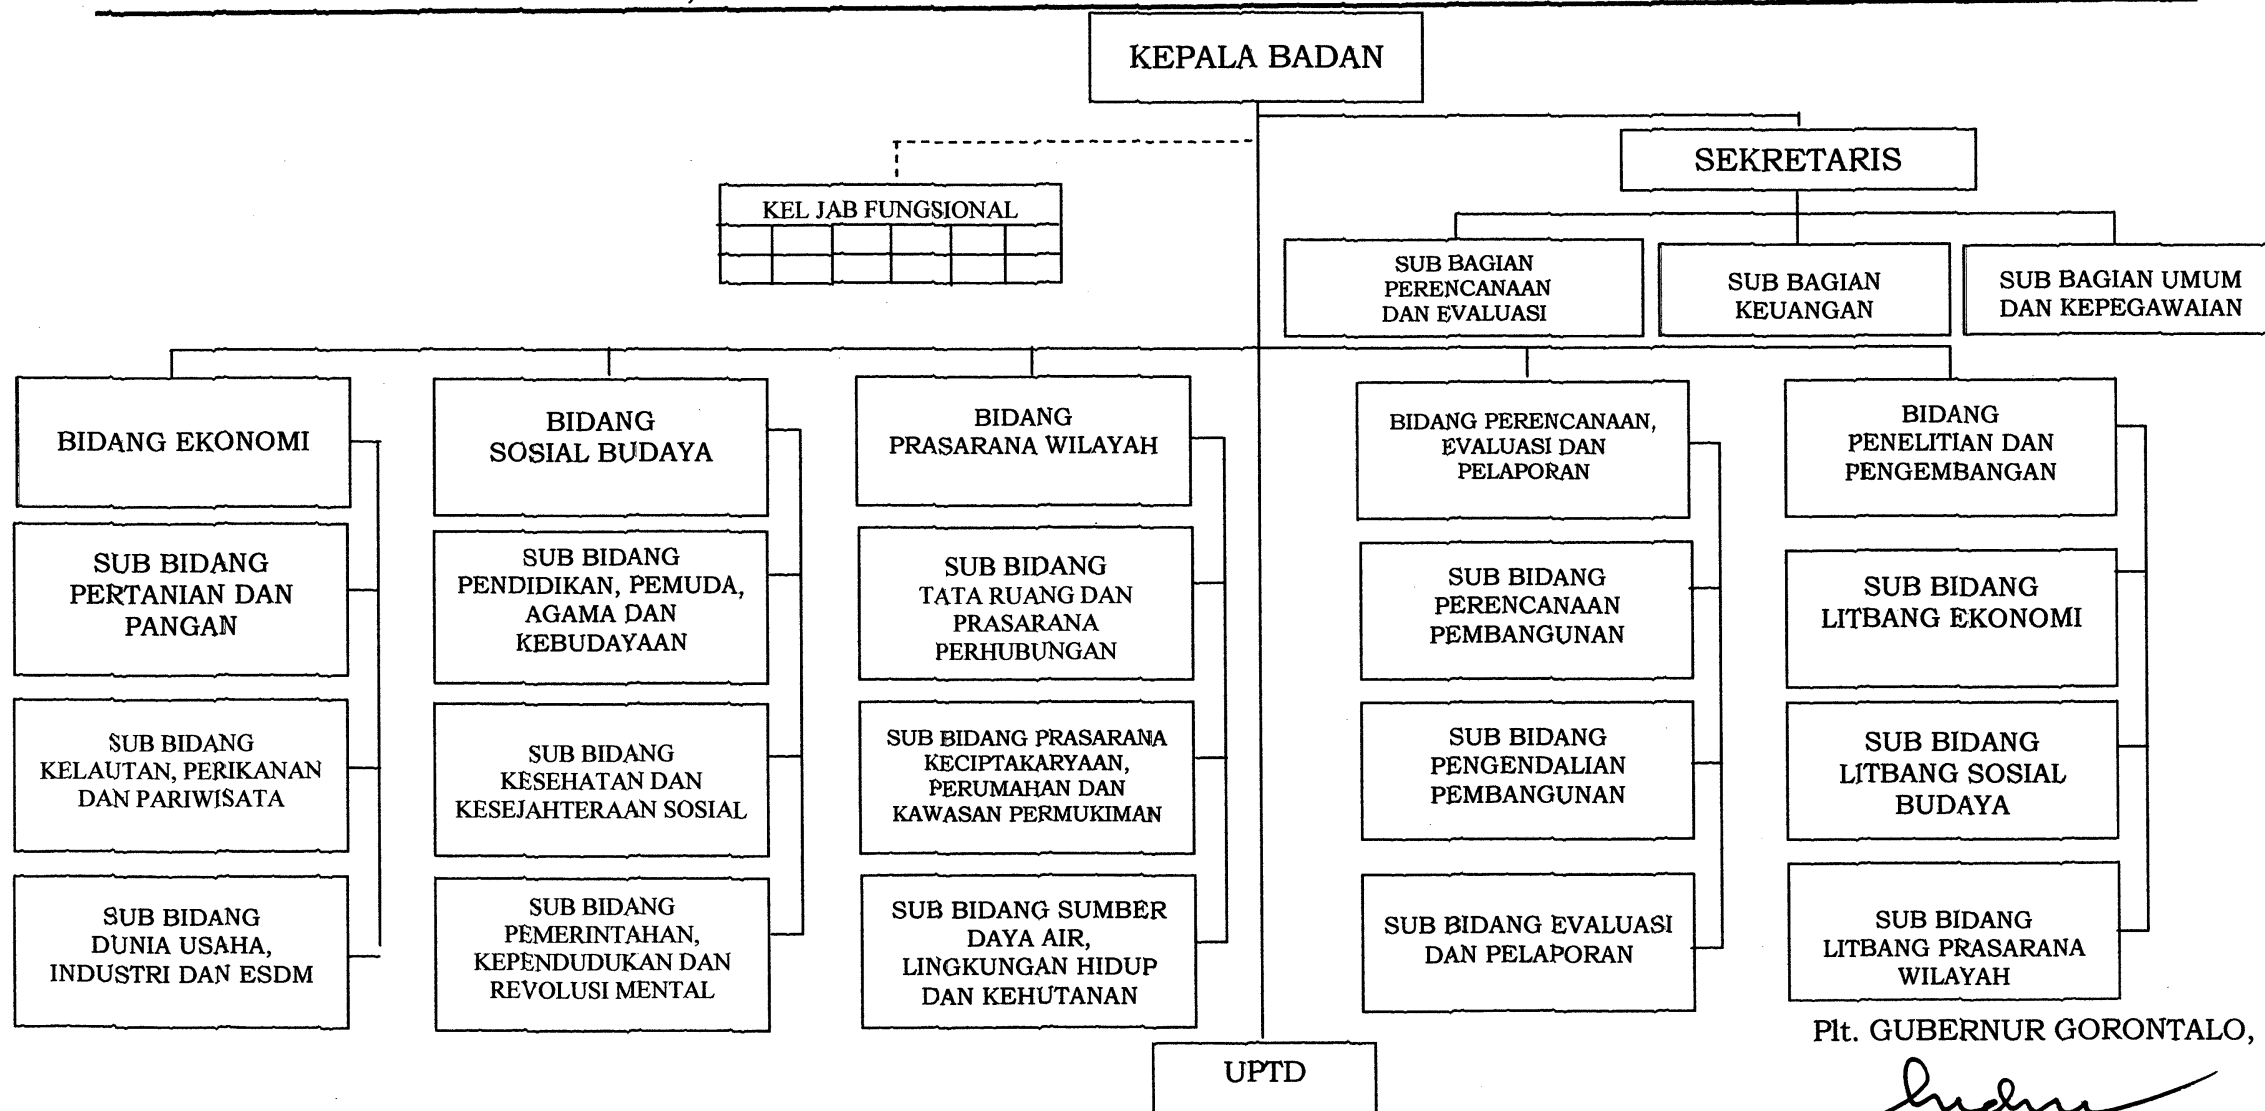 KEPALA BADAN
SEKRETARIS
KEL JAB FUNGSIONAL
SUB BAGIAN
PERENCANAAN
DAN EVALUASI
SUB BAGIAN
KEUANGAN
SUB BAGIAN UMUM
DAN KEPEGAWAIAN
BIDANG EKONOMI
SUB BIDANG
PERTANIAN DAN
PANGAN
SUB BIDANG
KELAUTAN, PERIKANAN
DAN PARIWISATA
SUB BIDANG
DUNIA USAHA,
INDUSTRI DAN ESDM
BIDANG
SOSIAL BUDAYA
SUB BIDANG
PENDIDIKAN, PEMUDA,
AGAMA DAN
KEBUDAYAAN
SUB BIDANG
KESEHATAN DAN
KESEJAHTERAAN SOSIAL
SUB BIDANG
PEMERINTAHAN,
KEPENDUDUKAN DAN
REVOLUSI MENTAL
BIDANG
PRASARANA WILAYAH
SUB BIDANG
TATA RUANG DAN
PRASARANA
PERHUBUNGAN
SUB BIDANG PRASARANA
KECIPTAKARYAAN,
PERUMAHAN DAN
KAWASAN PERMUKIMAN
SUB BIDANG SUMBER
DAYA AIR,
LINGKUNGAN HIDUP
DAN KEHUTANAN
BIDANG PERENCANAAN,
EVALUASI DAN
PELAPORAN
SUB BIDANG
PERENCANAAN
PEMBANGUNAN
SUB BIDANG
PENGENDALIAN
PEMBANGUNAN
SUB BIDANG EVALUASI
DAN PELAPORAN
BIDANG
PENELITIAN DAN
PENGEMBANGAN
SUB BIDANG
LITBANG EKONOMI
SUB BIDANG
LITBANG SOSIAL
BUDAYA
SUB BIDANG
LITBANG PRASARANA
WILAYAH
UPTD
Plt. GUBERNUR GORONTALO,